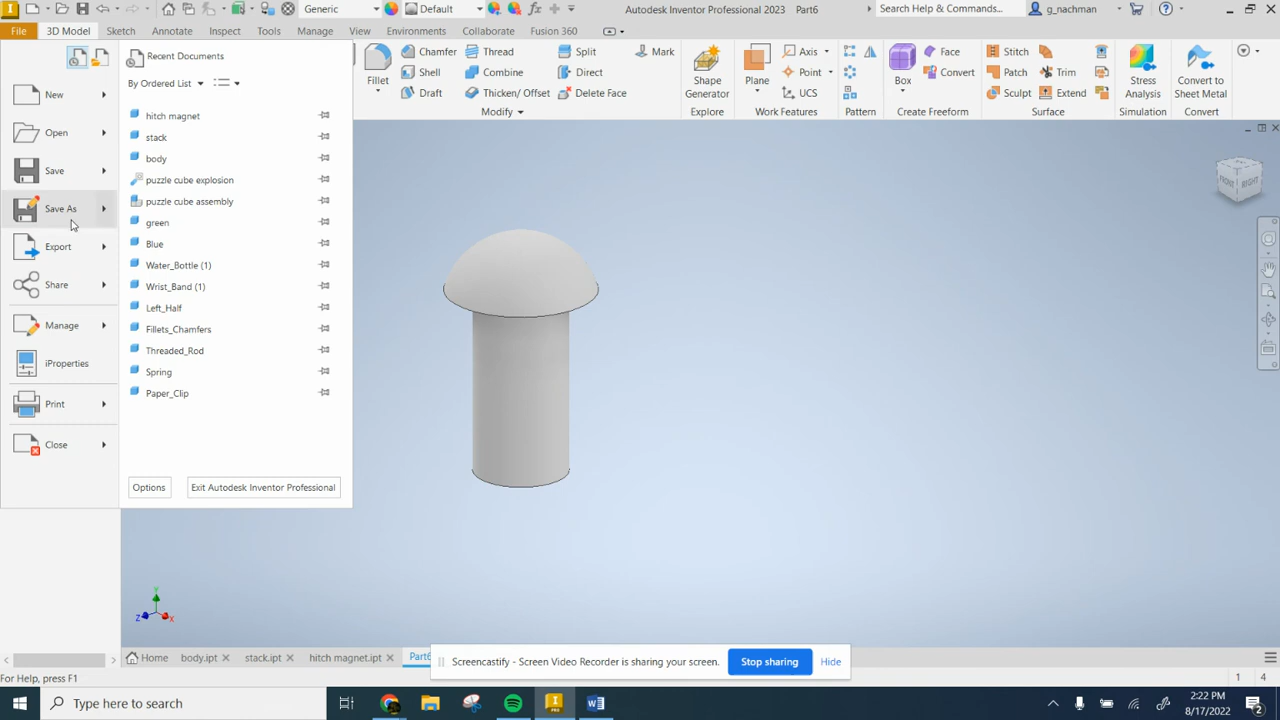 Generic
Default
Autodesk Inventor Professional 2023 Part6
Search Help & Commands...
g_nachman
File
3D Model
Sketch
Annotate
Inspect
Tools
Manage
View
Environments
Collaborate
Fusion 360
Recent Documents
By Ordered List
New
Open
Save
Save As
Export
Share
Manage
iProperties
Print
Close
hitch magnet
stack
body
puzzle cube explosion
puzzle cube assembly
green
Blue
Water_Bottle (1)
Wrist_Band (1)
Left_Half
Fillets_Chamfers
Threaded_Rod
Spring
Paper_Clip
Options
Exit Autodesk Inventor Professional
Fillet
Chamfer
Shell
Draft
Thread
Combine
Thicken/ Offset
Split
Direct
Delete Face
Mark
Modify
Shape
Generator
Explore
Plane
Axis
Point
UCS
Work Features
Pattern
Box
Face
Convert
Create Freeform
Stitch
Patch
Sculpt
Trim
Extend
Surface
Stress
Analysis
Simulation
Convert to
Sheet Metal
Convert
FRONT
RIGHT
Y
Z
X
Home
body.ipt
stack.ipt
hitch magnet.ipt
Part6
Screencastify - Screen Video Recorder is sharing your screen.
Stop sharing
Hide
For Help, press F1
1
4
Type here to search
PRO
2:22 PM
8/17/2022
2